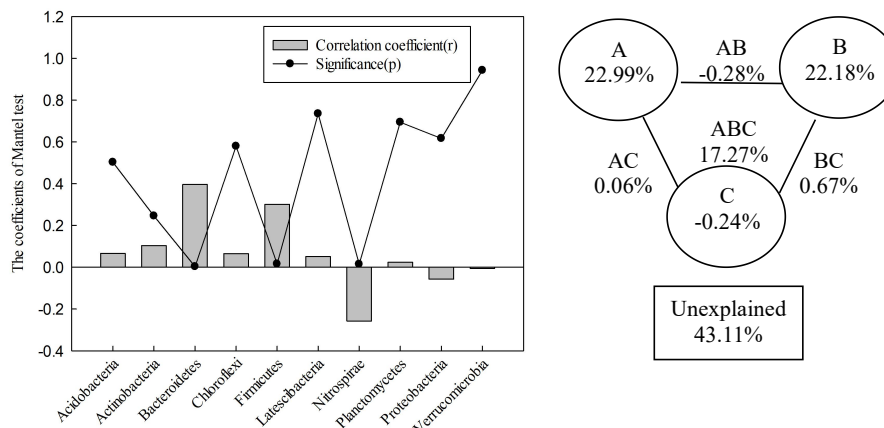 The coefficients of Mantel test
1.2
1.0
0.8
0.6
0.4
0.2
0.0
-0.2
-0.4
Correlation coefficient(r)
Significance(p)
Acidobacteria
Actinobacteria
Bacteroidetes
Chloroflexi
Firmicutes
Latescibacteria
Nitrospirae
Planctomycetes
Proteobacteria
Verrucomicrobia
A
22.99%
AB
-0.28%
B
22.18%
ABC
17.27%
AC
0.06%
BC
0.67%
C
-0.24%
Unexplained
43.11%